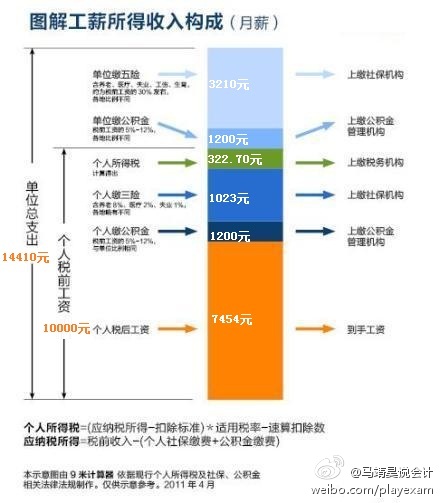 图解工薪所得收入构成（月薪）
单位缴五险
含养老、医疗、失业、工伤、生育，
约为税前工资的30%左右，
各地比例不同
3210元
上缴社保机构
单位缴公积金
税前工资的5%-12%，
各地比例不同
1200元
上缴公积金
管理机构
个人所得税
计算得出
322.70元
上缴税务机构
个人缴三险
含养老8%、医疗2%、失业1%，
各地略有不同
1023元
上缴社保机构
个人缴公积金
税前工资的5%-12%，
与单位比例相同
1200元
上缴公积金
管理机构
单位总支出
14410元
个人税前工资
10000元
个人税后工资
7454元
到手工资
个人所得税=(应纳税所得-扣除标准)*适用税率-速算扣除数
应纳税所得=税前收入-(个人社保缴费+公积金缴费)
本示意图由 9 米计算器 依据现行个人所得税及社保、公积金
相关法律法规制作。仅供示意参考。2011 年 4 月
@马靖昊说会计
weibo.com/playexam